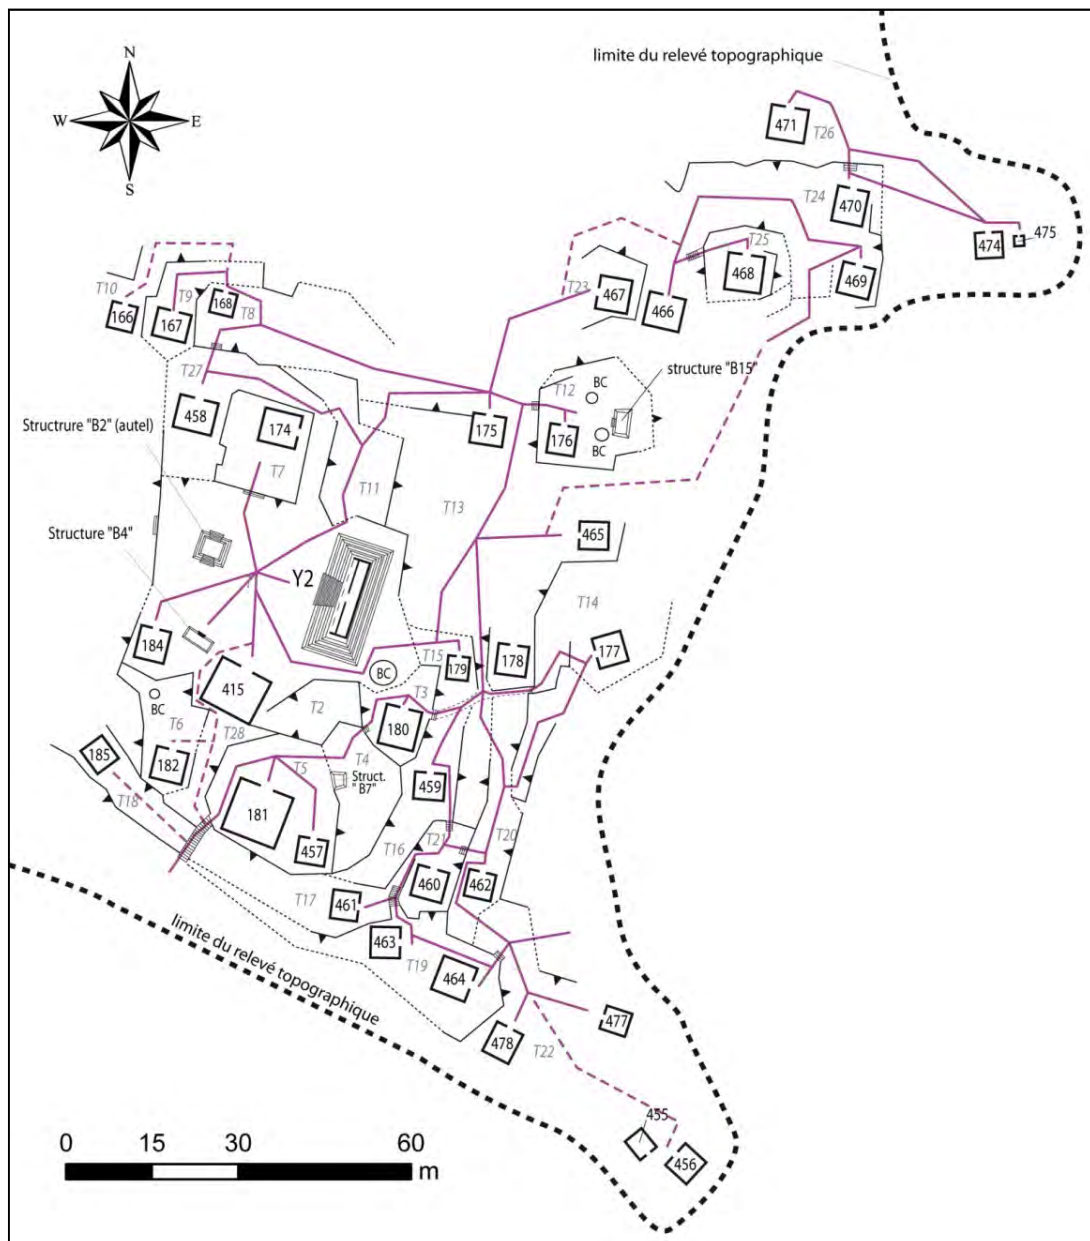 limite du relevé topographique
N
W
E
S
471
T26
T24
470
474
475
T25
468
469
T10
166
T9
167
168
T8
T23
467
466
T27
458
174
T7
175
T12
BC
structure "B15"
176
BC
Structrure "B2" (autel)
T11
T13
Structure "B4"
465
Y2
T14
184
T15
179
178
177
BC
415
BC
T2
T3
T6
T28
180
185
182
T5
T4
Struct.
"B7"
459
T18
181
457
T16
T21
T20
460
462
T17
461
463
T19
464
limite du relevé topographique
477
478
T22
455
456
0
15
30
60
m